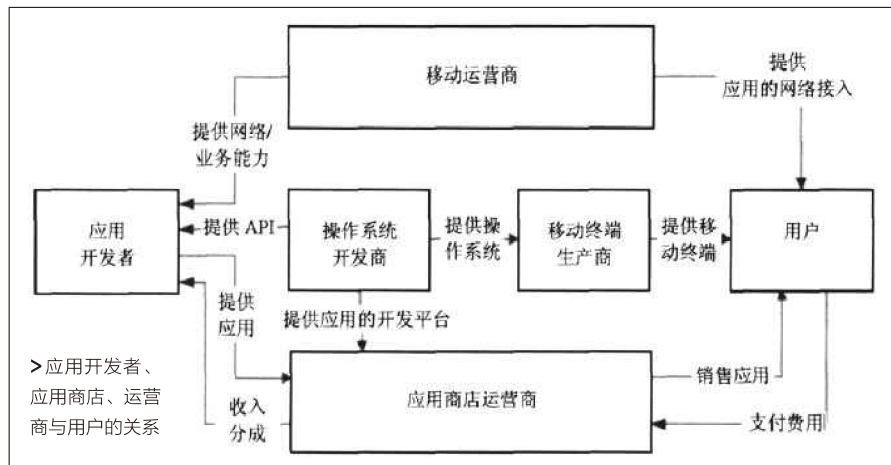 移动运营商
提供
应用的网络接入
提供网络/
业务能力
应用
开发者
提供 API
操作系统
开发商
提供操
作系统
移动终端
生产商
提供移
动终端
用户
提供
应用
提供应用的开发平台
>应用开发者、
应用商店、运营
商与用户的关系
收入
分成
应用商店运营商
销售应用
支付费用